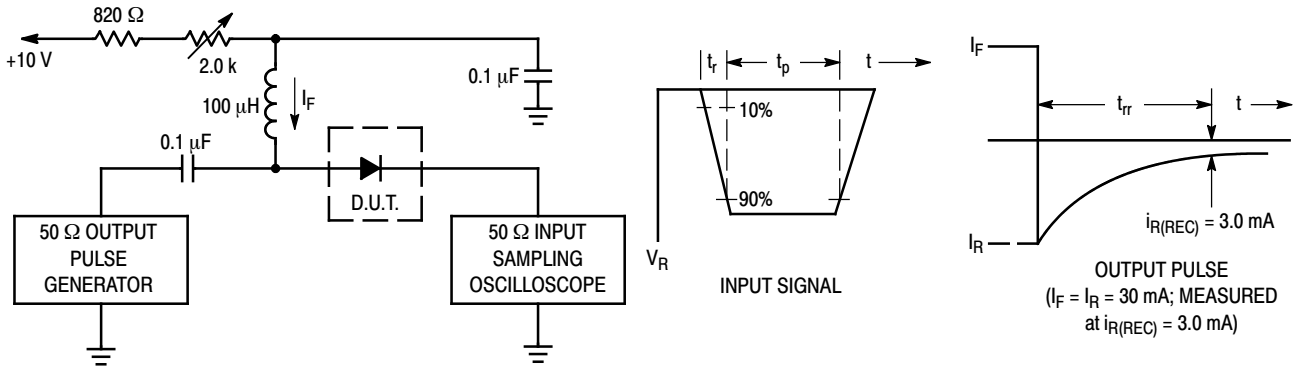 820 Ω
+10 V
2.0 k
100 µH
I_F
0.1 µF
0.1 µF
D.U.T.
50 Ω OUTPUT
PULSE
GENERATOR
50 Ω INPUT
SAMPLING
OSCILLOSCOPE
t_r
t_p
t
10%
90%
V_R
INPUT SIGNAL
I_F
t_rr
t
I_R
i_R(REC) = 3.0 mA
OUTPUT PULSE
(I_F = I_R = 30 mA; MEASURED
at i_R(REC) = 3.0 mA)